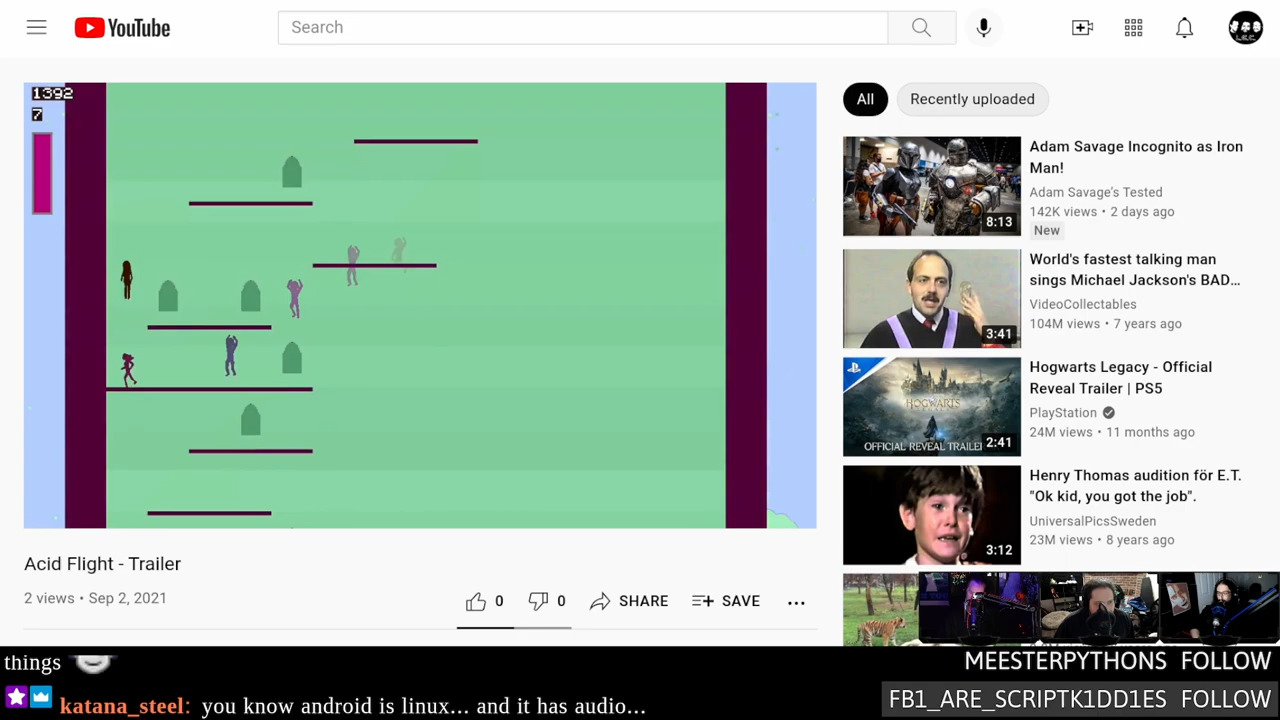 YouTube
Search
1392
7
All
Recently uploaded
8:13
Adam Savage Incognito as Iron
Man!
Adam Savage’s Tested
142K views • 2 days ago
New
3:41
World's fastest talking man
sings Michael Jackson's BAD...
VideoCollectables
104M views • 7 years ago
HOGWARTS
OFFICIAL REVEAL TRAILER
2:41
Hogwarts Legacy - Official
Reveal Trailer | PS5
PlayStation
24M views • 11 months ago
3:12
Henry Thomas audition för E.T.
"Ok kid, you got the job".
UniversalPicsSweden
23M views • 8 years ago
Acid Flight - Trailer
2 views • Sep 2, 2021
0
0
SHARE
SAVE
things
katana_steel: you know android is linux... and it has audio...
MEESTERPYTHONS FOLLOW
FB1_ARE_SCRIPTK1DD1ES FOLLOW